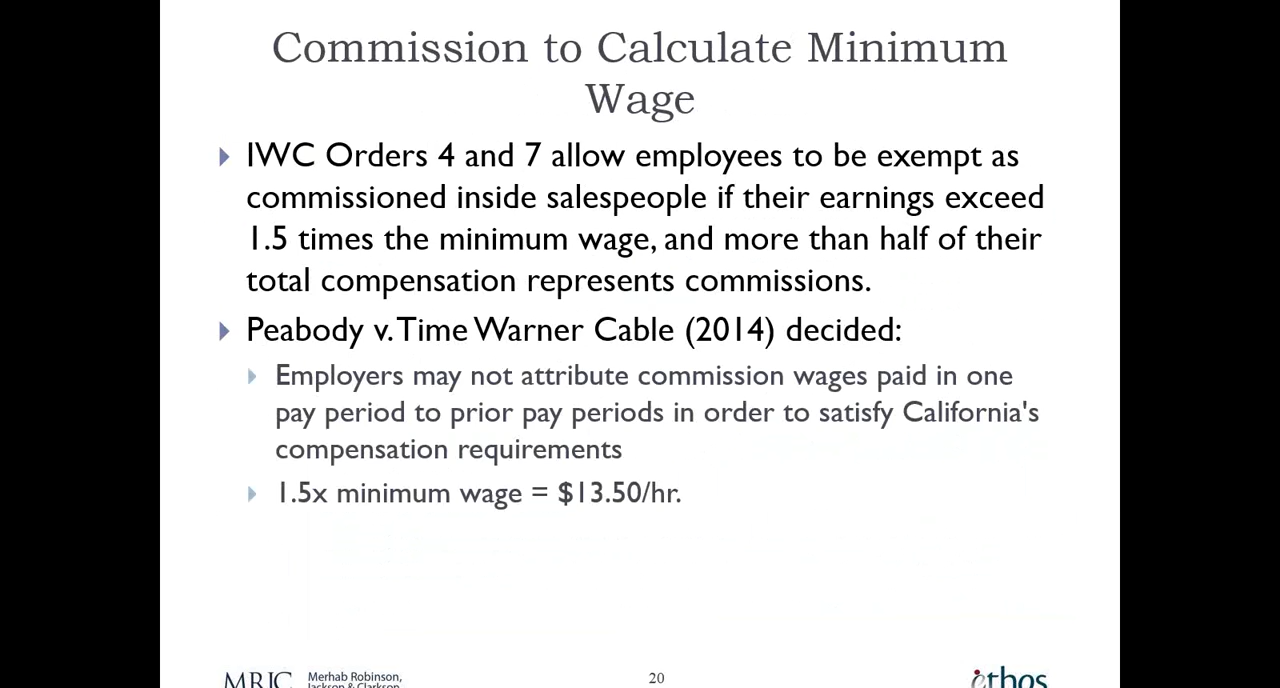 Commission to Calculate Minimum
Wage
IWC Orders 4 and 7 allow employees to be exempt as
commissioned inside salespeople if their earnings exceed
1.5 times the minimum wage, and more than half of their
total compensation represents commissions.
Peabody v. Time Warner Cable (2014) decided:
Employers may not attribute commission wages paid in one
pay period to prior pay periods in order to satisfy California's
compensation requirements
1.5x minimum wage = $13.50/hr.
MRJC
Merhab Robinson,
Jackson & Clarkson
20
ethos